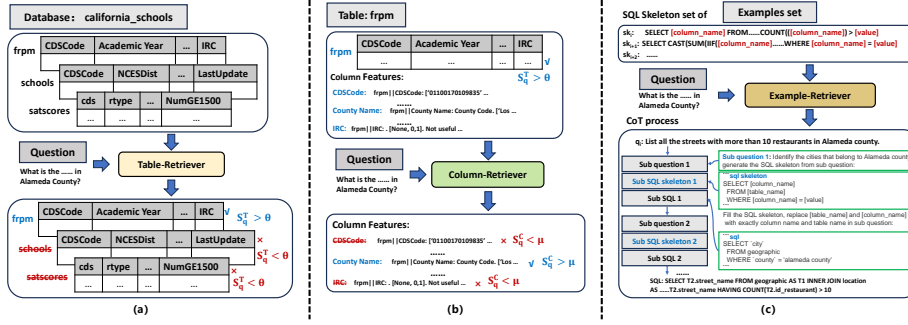 Database: california_schools
frpm
CDSCode Academic Year ... IRC
... ... ... ...
schools
CDSCode NCESDist ... LastUpdate
... ... ... ...
satscores
cds rtype ... NumGE1500
... ... ... ...
Question
What is the ...... in
Alameda County?
Table-Retriever
frpm
CDSCode Academic Year ... IRC
√ S_q^T > θ
... ...
schools
CDSCode NCESDist ... LastUpdate
× S_q^T < θ
... ...
satscores
cds rtype ... NumGE1500
× S_q^T < θ
... ... ... ...
(a)
Table: frpm
frpm
CDSCode Academic Year ... IRC
... ... ... ...
√
S_q^T > θ
Column Features:
CDSCode: frpm||CDSCode: ['01100170109835' ...
......
County Name: frpm||County Name: County Code. ['Los ...
......
IRC: frpm||IRC: . [None, 0,1]. Not useful ...
Question
What is the ...... in
Alameda County?
Column-Retriever
Column Features:
CDSCode: frpm||CDSCode: ['01100170109835' ... × S_q^C < μ
......
County Name: frpm||County Name: County Code. ['Los ... √ S_q^C > μ
......
IRC: frpm||IRC: . [None, 0,1]. Not useful ... × S_q^C < μ
(b)
SQL Skeleton set of Examples set
sk_i: SELECT [column_name] FROM......COUNT(([column_name]) > [value]
sk_i+1: SELECT CAST(SUM(IIF([column_name]......WHERE [column_name] = [value]
sk_i+2: ......
Question
What is the ...... in
Alameda County?
Example-Retriever
CoT process
q_i: List all the streets with more than 10 restaurants in Alameda county.
Sub question 1
Sub SQL skeleton 1
Sub SQL 1
Sub question 2
Sub SQL skeleton 2
Sub SQL 2
......
Sub question 1: Identify the cities that belong to Alameda county
generate the SQL skeleton from sub question:
```sql skeleton
SELECT [column_name]
FROM [table_name]
WHERE [column_name] = [value]
Fill the SQL skeleton, replace [table_name] and [column_name]
with exactly column name and table name in sub question:
```sql
SELECT `city`
FROM geographic
WHERE `county` = 'alameda county'
SQL: SELECT T2.street_name FROM geographic AS T1 INNER JOIN location
AS ......T2.street_name HAVING COUNT(T2.id_restaurant) > 10
(c)